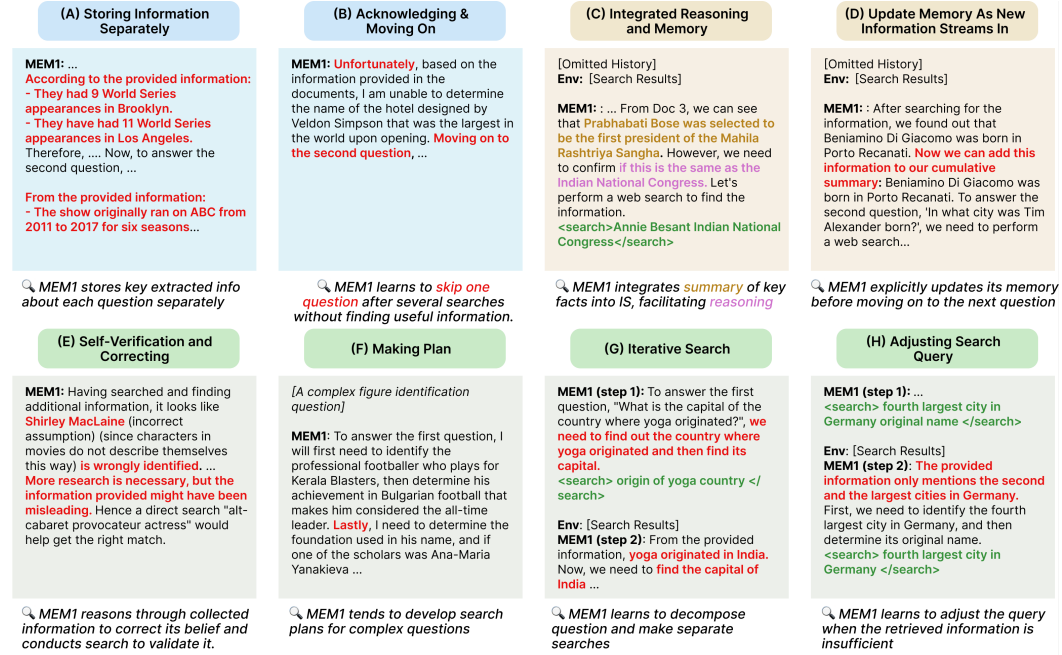 (A) Storing Information
Separately
MEM1: ...
According to the provided information:
- They had 9 World Series
appearances in Brooklyn.
- They have had 11 World Series
appearances in Los Angeles.
Therefore, .... Now, to answer the
second question, ...
From the provided information:
- The show originally ran on ABC from
2011 to 2017 for six seasons...
🔍 MEM1 stores key extracted info
about each question separately
(B) Acknowledging &
Moving On
MEM1: Unfortunately, based on the
information provided in the
documents, I am unable to determine
the name of the hotel designed by
Veldon Simpson that was the largest in
the world upon opening. Moving on to
the second question, ...
🔍 MEM1 learns to skip one
question after several searches
without finding useful information.
(C) Integrated Reasoning
and Memory
[Omitted History]
Env: [Search Results]
MEM1: : ... From Doc 3, we can see
that Prabhabati Bose was selected to
be the first president of the Mahila
Rashtriya Sangha. However, we need
to confirm if this is the same as the
Indian National Congress. Let's
perform a web search to find the
information.
<search>Annie Besant Indian National
Congress</search>
🔍 MEM1 integrates summary of key
facts into IS, facilitating reasoning
(D) Update Memory As New
Information Streams In
[Omitted History]
Env: [Search Results]
MEM1: : After searching for the
information, we found out that
Beniamino Di Giacomo was born in
Porto Recanati. Now we can add this
information to our cumulative
summary: Beniamino Di Giacomo was
born in Porto Recanati. To answer the
second question, 'In what city was Tim
Alexander born?', we need to perform
a web search...
🔍 MEM1 explicitly updates its memory
before moving on to the next question
(E) Self-Verification and
Correcting
MEM1: Having searched and finding
additional information, it looks like
Shirley MacLaine (incorrect
assumption) (since characters in
movies do not describe themselves
this way) is wrongly identified. ...
More research is necessary, but the
information provided might have been
misleading. Hence a direct search "alt-
cabaret provocateur actress" would
help get the right match.
🔍 MEM1 reasons through collected
information to correct its belief and
conducts search to validate it.
(F) Making Plan
[A complex figure identification
question]
MEM1: To answer the first question, I
will first need to identify the
professional footballer who plays for
Kerala Blasters, then determine his
achievement in Bulgarian football that
makes him considered the all-time
leader. Lastly, I need to determine the
foundation used in his name, and if
one of the scholars was Ana-Maria
Yanakieva ...
🔍 MEM1 tends to develop search
plans for complex questions
(G) Iterative Search
MEM1 (step 1): To answer the first
question, "What is the capital of the
country where yoga originated?", we
need to find out the country where
yoga originated and then find its
capital.
<search> origin of yoga country </
search>
Env: [Search Results]
MEM1 (step 2): From the provided
information, yoga originated in India.
Now, we need to find the capital of
India ...
🔍 MEM1 learns to decompose
question and make separate
searches
(H) Adjusting Search
Query
MEM1 (step 1): ...
<search> fourth largest city in
Germany original name </search>
Env: [Search Results]
MEM1 (step 2): The provided
information only mentions the second
and the largest cities in Germany.
First, we need to identify the fourth
largest city in Germany, and then
determine its original name.
<search> fourth largest city in
Germany </search>
🔍 MEM1 learns to adjust the query
when the retrieved information is
insufficient